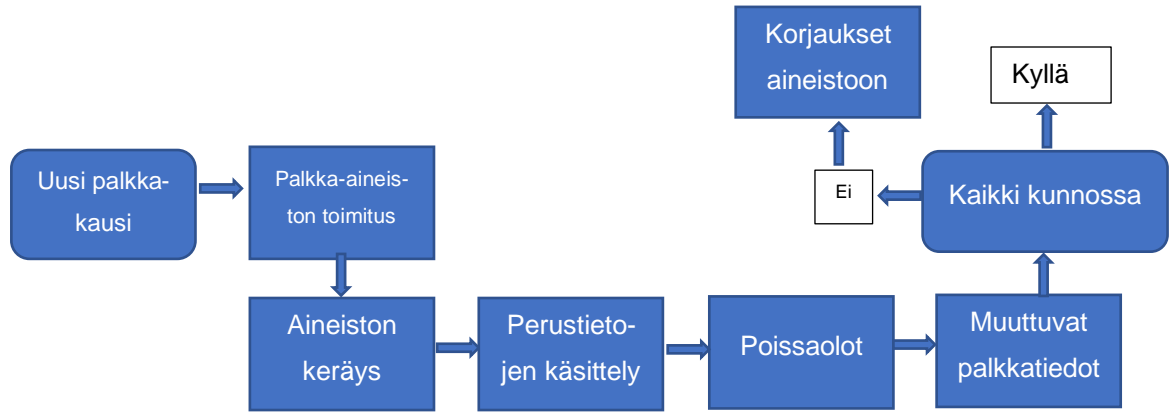 Uusi palkka-
kausi
Palkka-aineis-
ton toimitus
Aineiston
keräys
Perustieto-
jen käsittely
Poissaolot
Muuttuvat
palkkatiedot
Kaikki kunnossa
Kyllä
Ei
Korjaukset
aineistoon